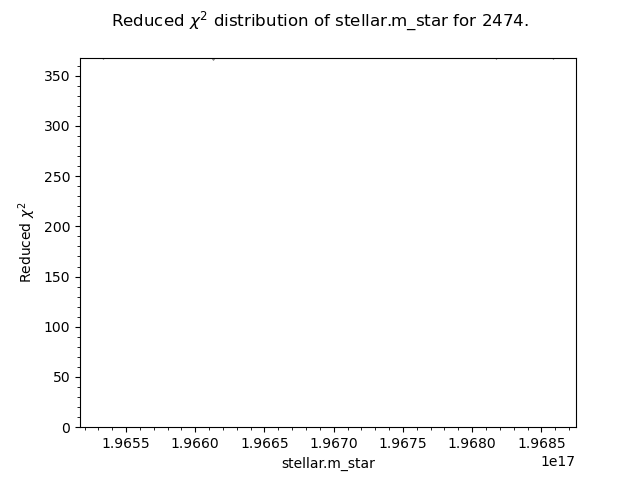 Reduced χ² distribution of stellar.m_star for 2474.
350
300
250
200
150
100
50
0
Reduced χ²
1.9655 1.9660 1.9665 1.9670 1.9675 1.9680 1.9685
1e17
stellar.m_star